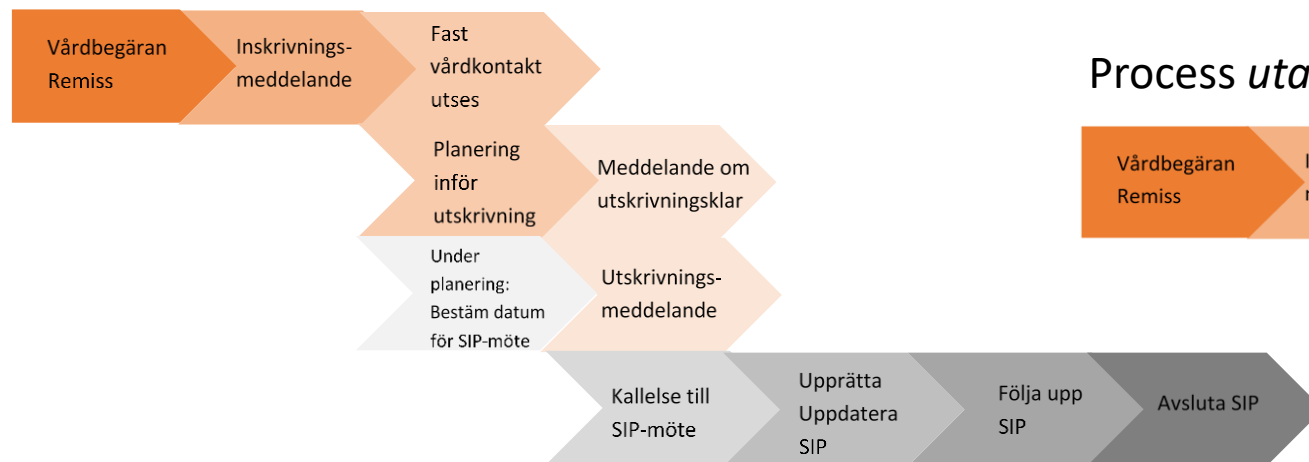 Vårdbegäran
Remiss
Inskrivnings-
meddelande
Fast
vårdkontakt
utses
Planering
inför
utskrivning
Meddelande om
utskrivningsklar
Under
planering:
Bestäm datum
för SIP-möte
Utskrivnings-
meddelande
Kallelse till
SIP-möte
Upprätta
Uppdatera
SIP
Följa upp
SIP
Avsluta SIP
Process uta
Vårdbegäran
Remiss